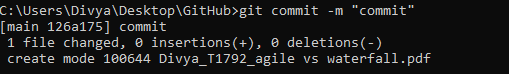 C:\Users\Divya\Desktop\GitHub>git commit -m "commit"
[main 126a175] commit
 1 file changed, 0 insertions(+), 0 deletions(-)
 create mode 100644 Divya_T1792_agile vs waterfall.pdf